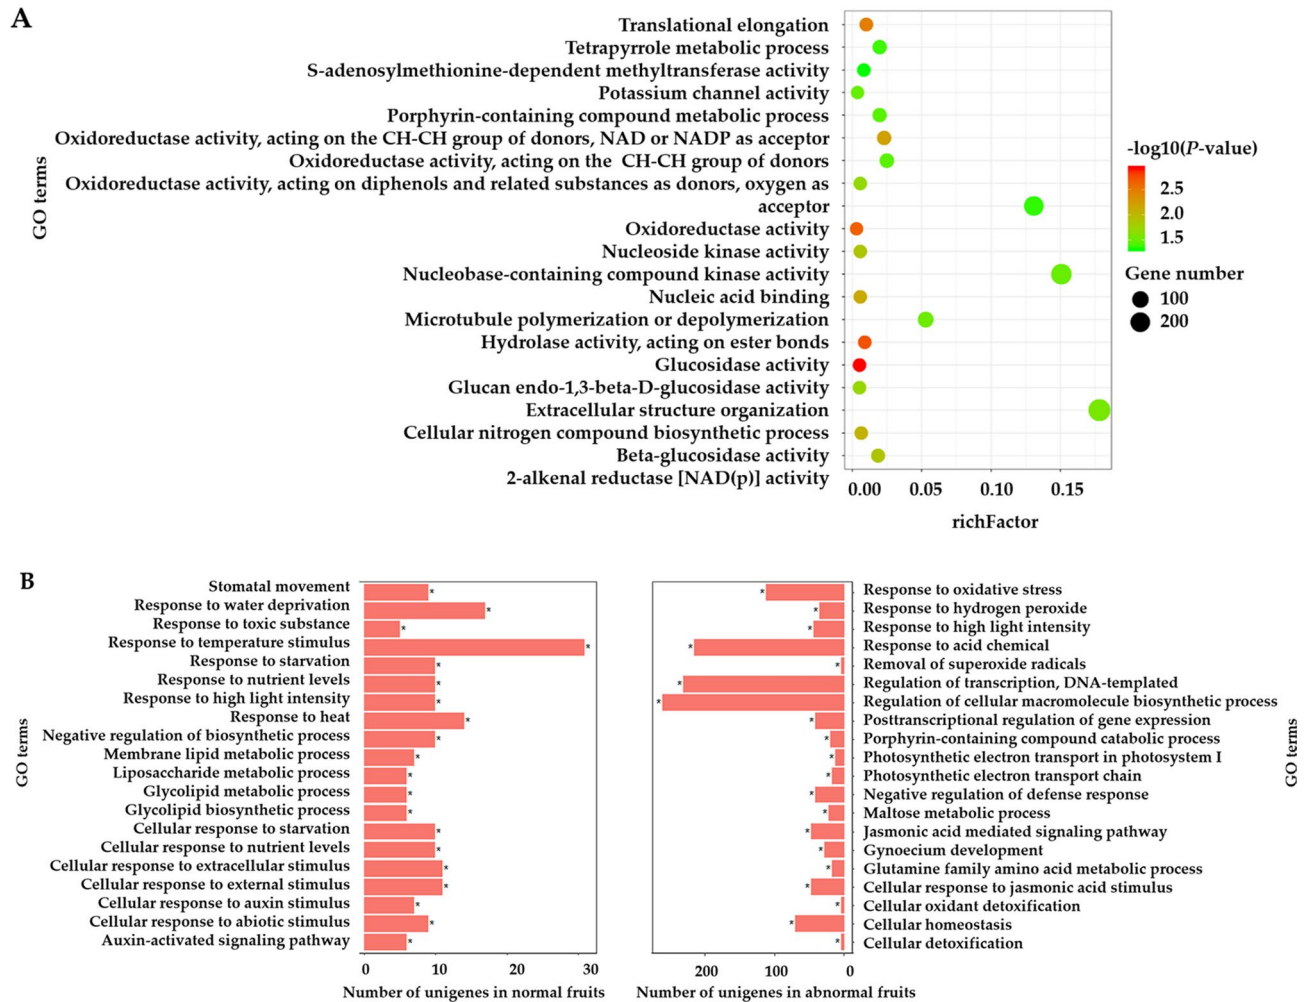 A
GO terms
Translational elongation
Tetrapyrrole metabolic process
S-adenosylmethionine-dependent methyltransferase activity
Potassium channel activity
Porphyrin-containing compound metabolic process
Oxidoreductase activity, acting on the CH-CH group of donors, NAD or NADP as acceptor
Oxidoreductase activity, acting on the CH-CH group of donors
Oxidoreductase activity, acting on diphenols and related substances as donors, oxygen as
acceptor
Oxidoreductase activity
Nucleoside kinase activity
Nucleobase-containing compound kinase activity
Nucleic acid binding
Microtubule polymerization or depolymerization
Hydrolase activity, acting on ester bonds
Glucosidase activity
Glucan endo-1,3-beta-D-glucosidase activity
Extracellular structure organization
Cellular nitrogen compound biosynthetic process
Beta-glucosidase activity
2-alkenal reductase [NAD(p)] activity
0.00 0.05 0.10 0.15
richFactor
-log10(P-value)
2.5
2.0
1.5
Gene number
100
200
B
GO terms
Stomatal movement
Response to water deprivation
Response to toxic substance
Response to temperature stimulus
Response to starvation
Response to nutrient levels
Response to high light intensity
Response to heat
Negative regulation of biosynthetic process
Membrane lipid metabolic process
Liposaccharide metabolic process
Glycolipid metabolic process
Glycolipid biosynthetic process
Cellular response to starvation
Cellular response to nutrient levels
Cellular response to extracellular stimulus
Cellular response to external stimulus
Cellular response to auxin stimulus
Cellular response to abiotic stimulus
Auxin-activated signaling pathway
0 10 20 30
Number of unigenes in normal fruits
Response to oxidative stress
Response to hydrogen peroxide
Response to high light intensity
Response to acid chemical
Removal of superoxide radicals
Regulation of transcription, DNA-templated
Regulation of cellular macromolecule biosynthetic process
Posttranscriptional regulation of gene expression
Porphyrin-containing compound catabolic process
Photosynthetic electron transport in photosystem I
Photosynthetic electron transport chain
Negative regulation of defense response
Maltose metabolic process
Jasmonic acid mediated signaling pathway
Gynoecium development
Glutamine family amino acid metabolic process
Cellular response to jasmonic acid stimulus
Cellular oxidant detoxification
Cellular homeostasis
Cellular detoxification
200 100 0
Number of unigenes in abnormal fruits
GO terms